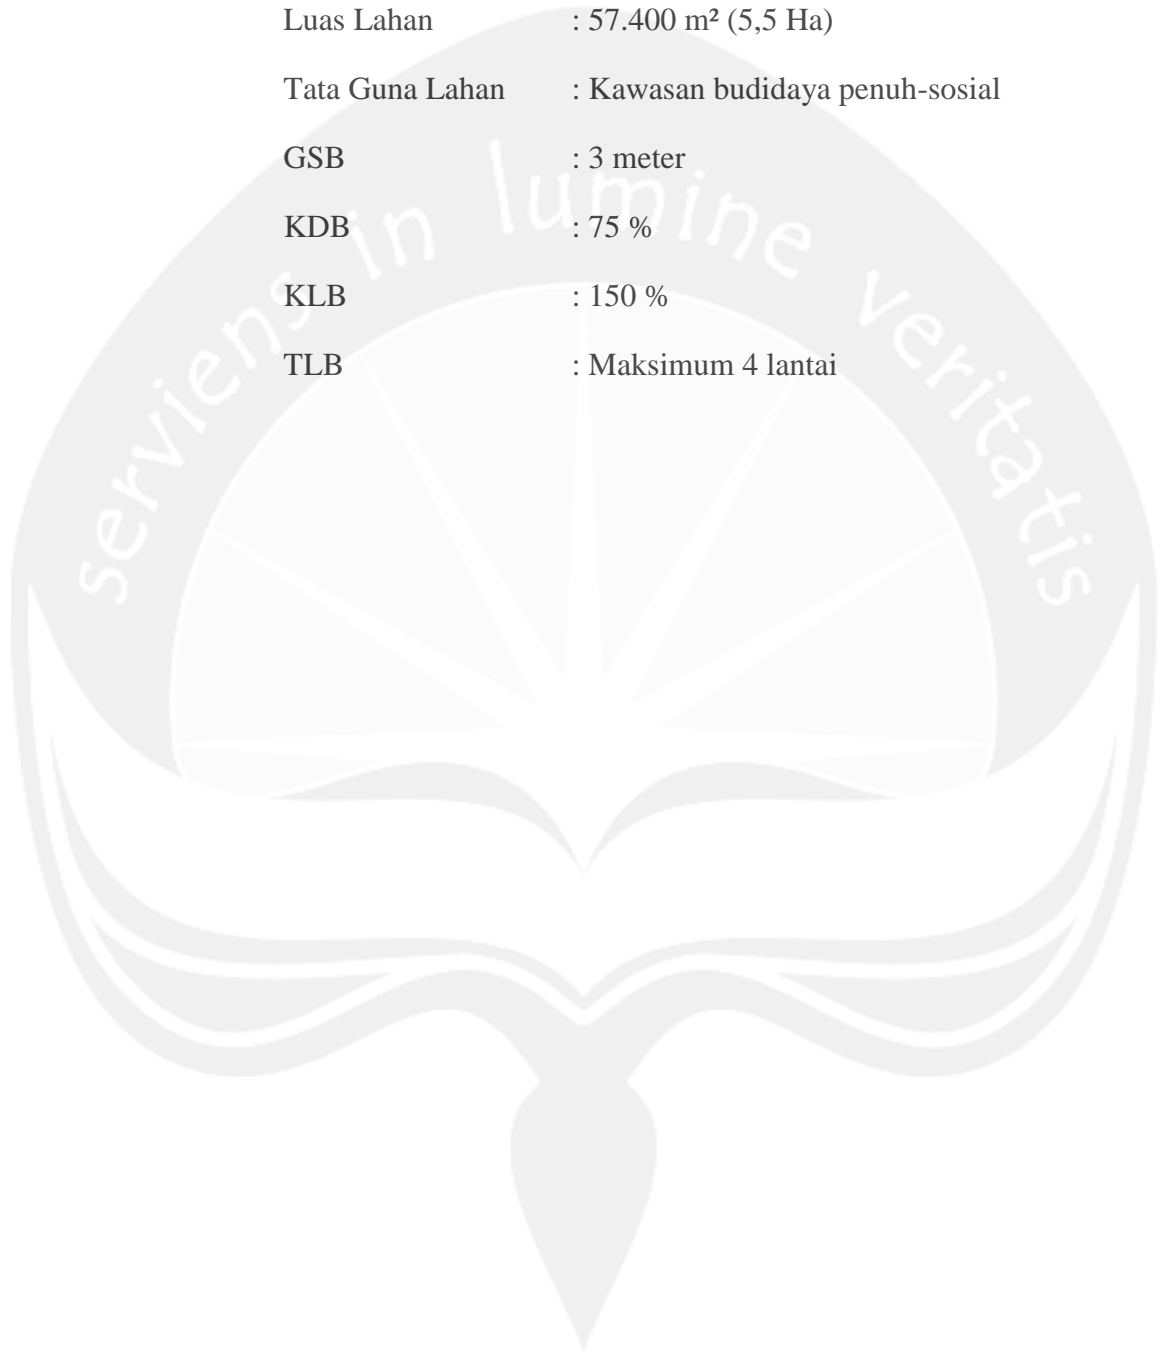 Luas Lahan : 57.400 m² (5,5 Ha)
Tata Guna Lahan : Kawasan budidaya penuh-sosial
GSB : 3 meter
KDB : 75 %
KLB : 150 %
TLB : Maksimum 4 lantai
serviens in lumine veritatis